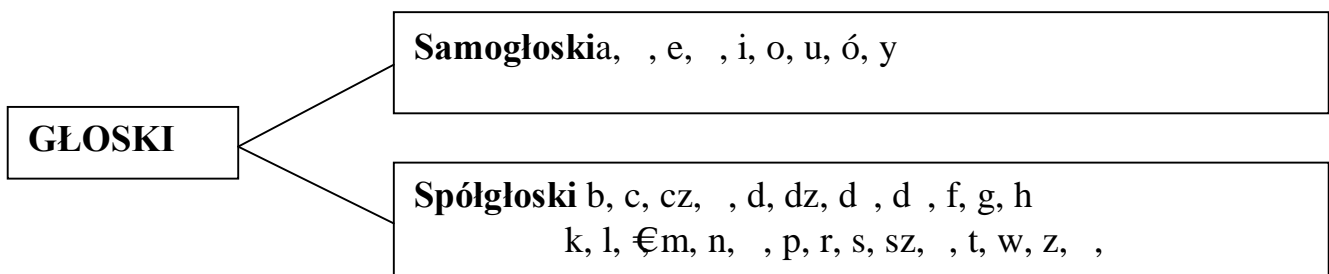 Samogłoskia, , e, , i, o, u, ó, y
GŁOSKI
Spółgłoski b, c, cz, , d, dz, d , d , f, g, h
k, l, €m, n, , p, r, s, sz, , t, w, z, ,